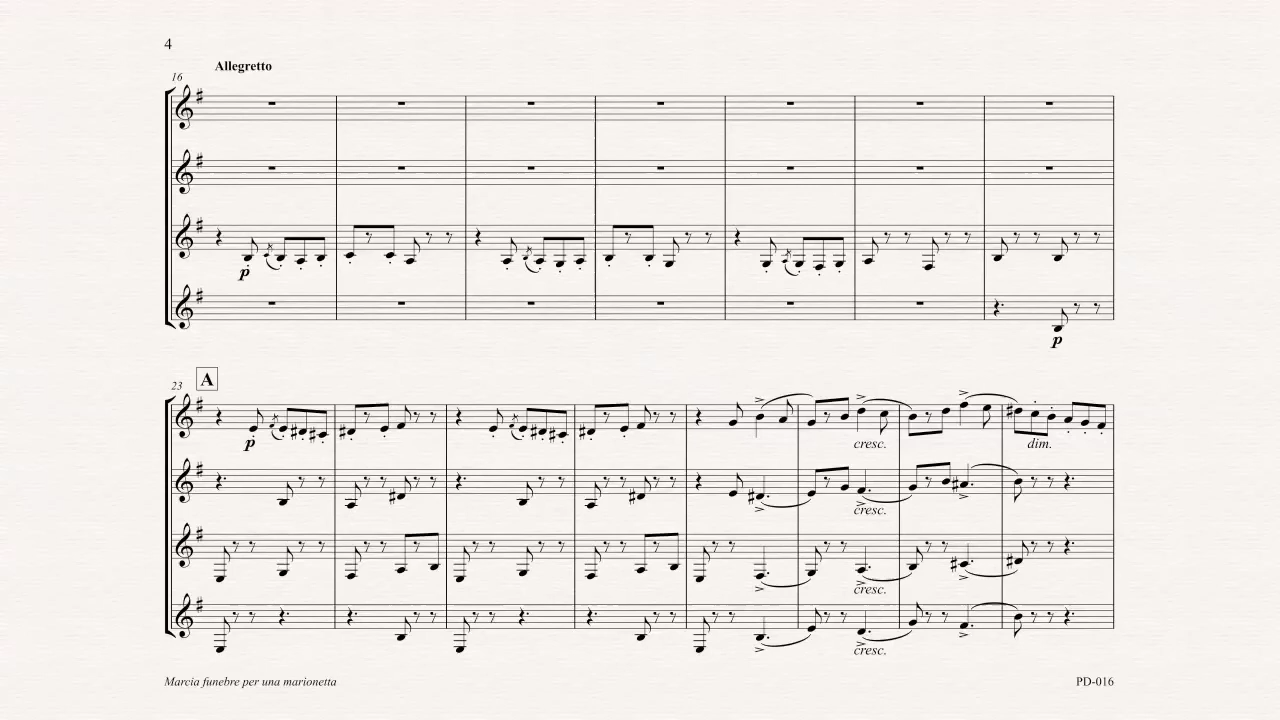 4
Allegretto
16
p
p
23
A
p
cresc.
dim.
cresc.
cresc.
cresc.
Marcia funebre per una marionetta
PD-016